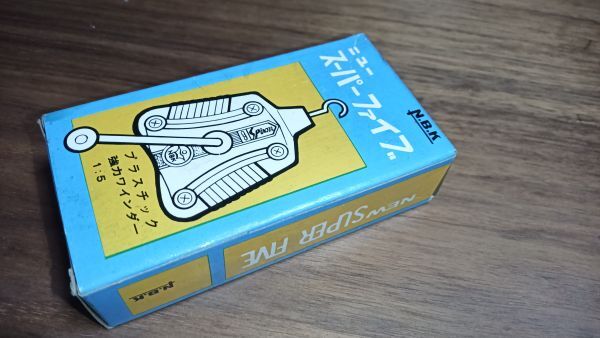 ニュー
スーパーファイブ
N.B.K
プラスチック
強力ワインダー
1:5
NEW SUPER FIVE
N.B.K